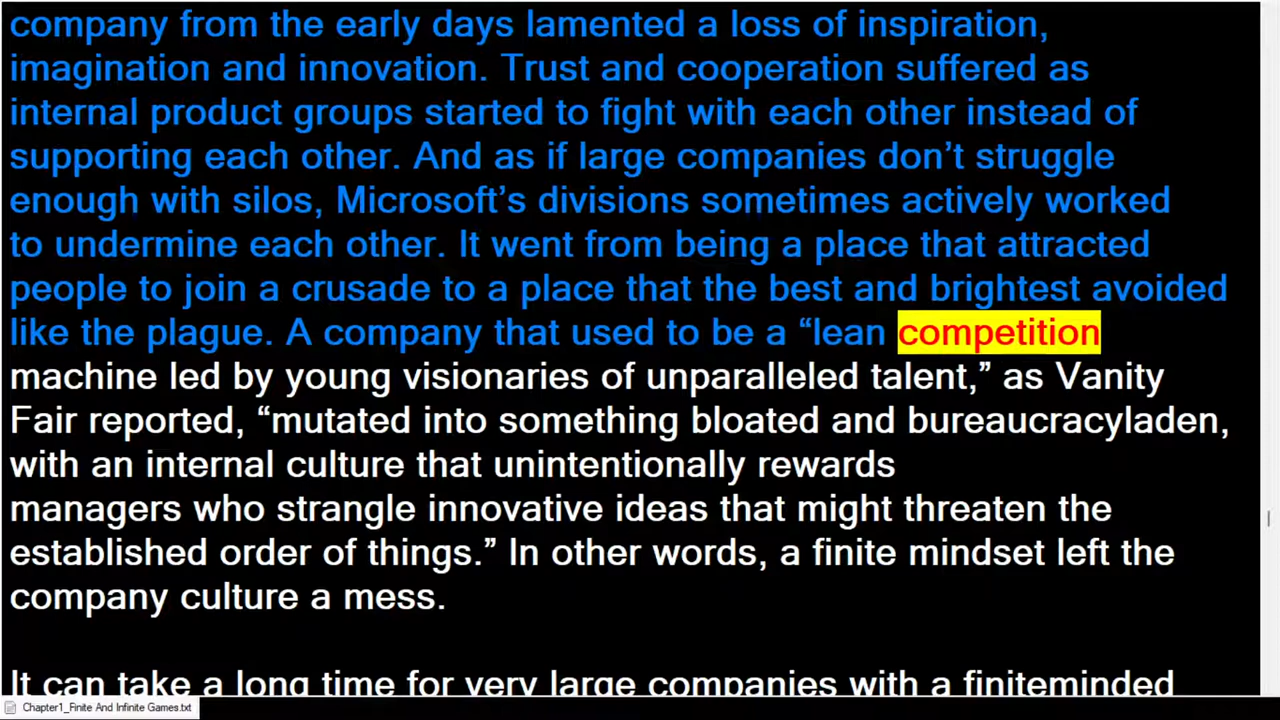 company from the early days lamented a loss of inspiration,
imagination and innovation. Trust and cooperation suffered as
internal product groups started to fight with each other instead of
supporting each other. And as if large companies don’t struggle
enough with silos, Microsoft’s divisions sometimes actively worked
to undermine each other. It went from being a place that attracted
people to join a crusade to a place that the best and brightest avoided
like the plague. A company that used to be a “lean competition
machine led by young visionaries of unparalleled talent,” as Vanity
Fair reported, “mutated into something bloated and bureaucracyladen,
with an internal culture that unintentionally rewards
managers who strangle innovative ideas that might threaten the
established order of things.” In other words, a finite mindset left the
company culture a mess.
It can take a long time for very large companies with a finiteminded
Chapter1_Finite And Infinite Games.txt